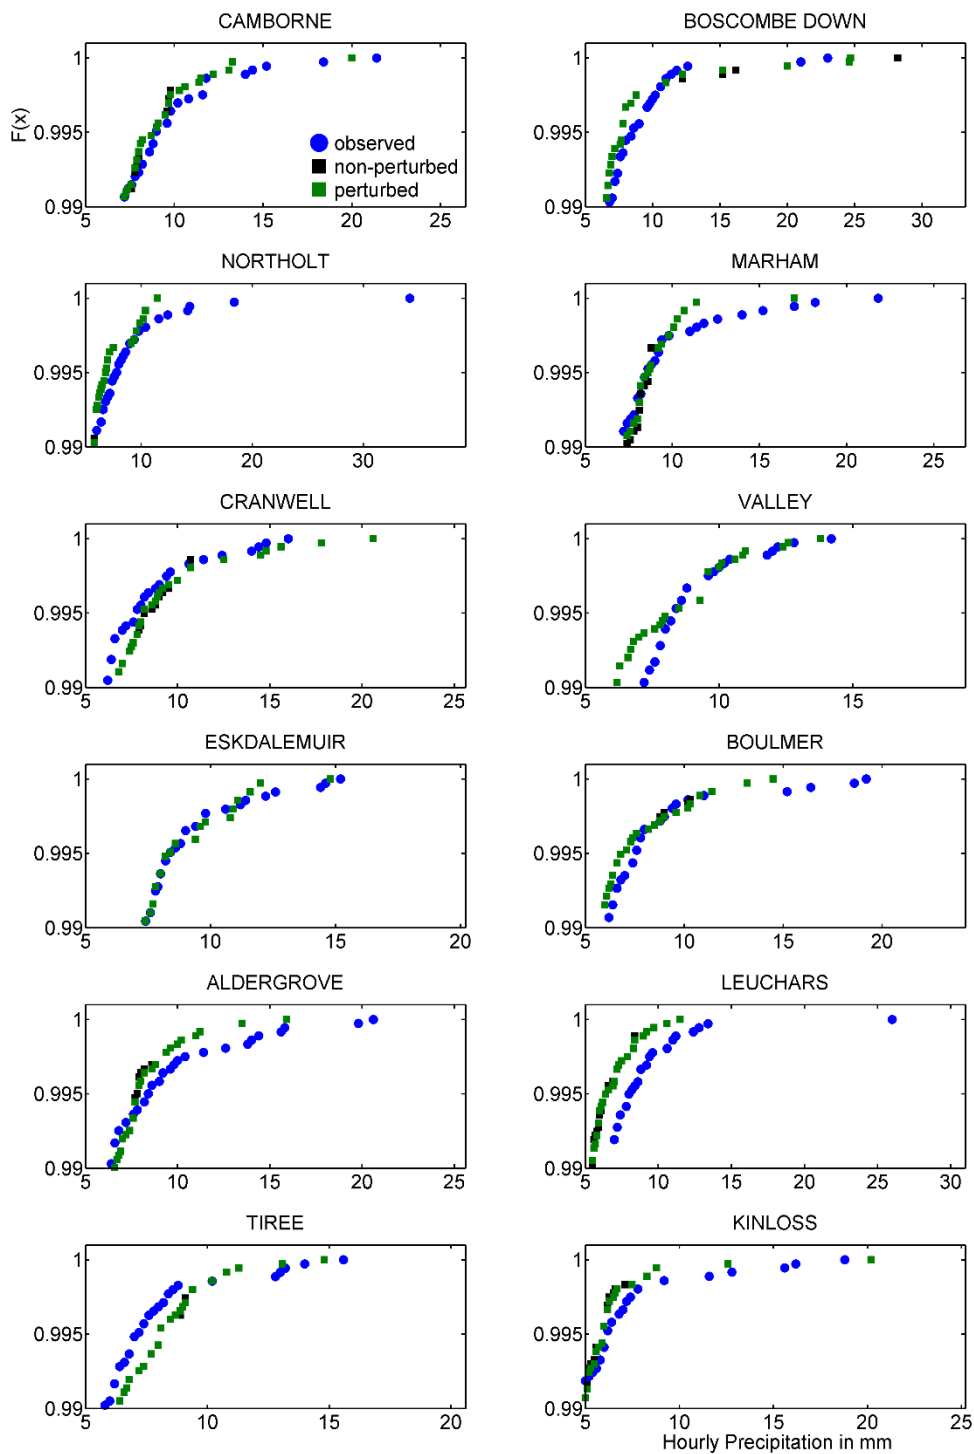 CAMBORNE
BOSCOMBE DOWN
F(x)
1
0.995
0.99
5 10 15 20 25
observed
non-perturbed
perturbed
1
0.995
0.99
5 10 15 20 25 30
NORTHOLT
MARHAM
1
0.995
0.99
10 20 30
1
0.995
0.99
5 10 15 20 25
CRANWELL
VALLEY
1
0.995
0.99
5 10 15 20 25
1
0.995
0.99
5 10 15
ESKDALEMUIR
BOULMER
1
0.995
0.99
5 10 15 20
1
0.995
0.99
5 10 15 20
ALDERGROVE
LEUCHARS
1
0.995
0.99
5 10 15 20 25
1
0.995
0.99
5 10 15 20 25 30
TIREE
KINLOSS
1
0.995
0.99
5 10 15 20
1
0.995
0.99
5 10 15 20 25
Hourly Precipitation in mm